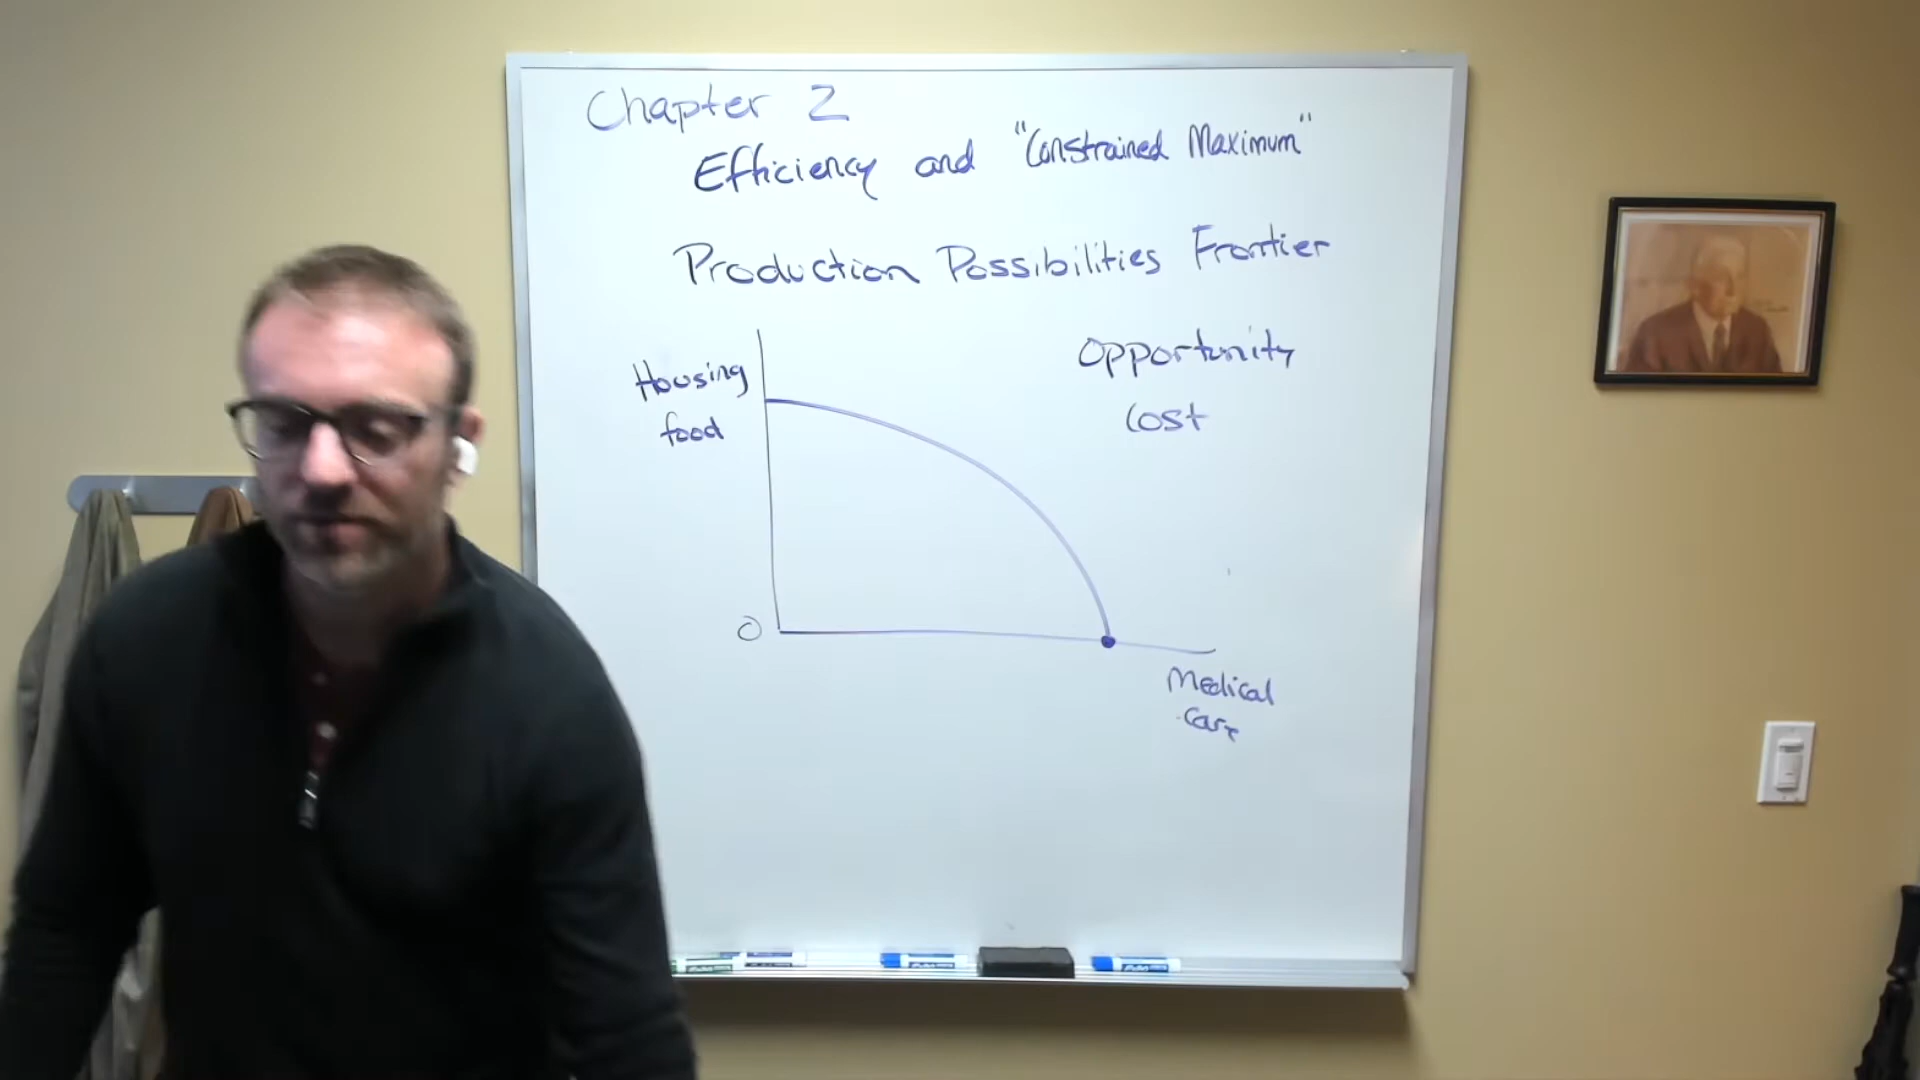 Chapter 2
Efficiency and "Constrained Maximum"
Production Possibilities Frontier
Housing
food
Opportunity
Cost
0
Medical
Care